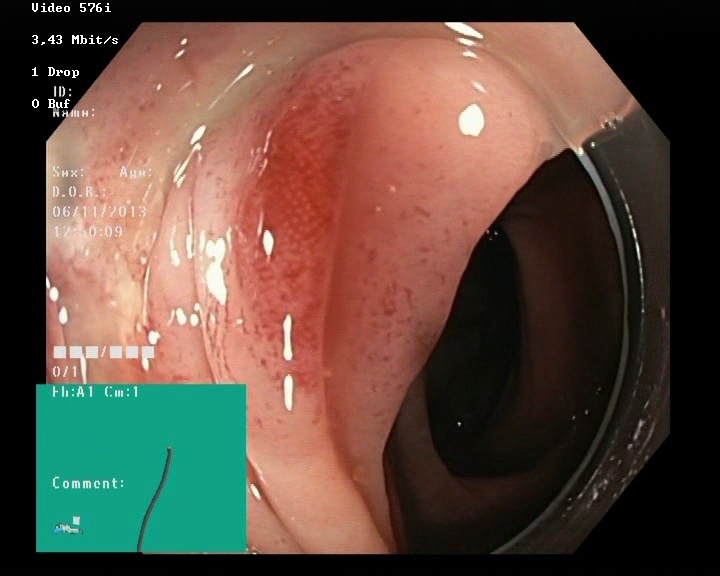 Video 576i
3,43 Mbit/s
1 Drop
ID:
0 Buf
Name:
Sex: Age:
D.O.B.:
06/11/2013
12:50:09
0/1
Eh:A1 Cm:1
Comment: